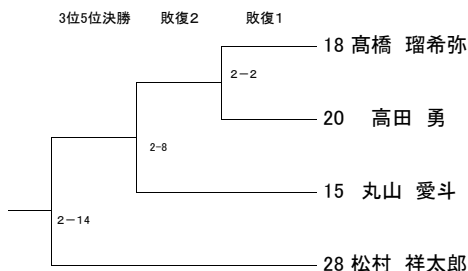 3位5位決勝 敗復２ 敗復１
18 髙橋 瑠希弥
２－２
20 高田 勇
2-8
15 丸山 愛斗
２－14
28 松村 祥太郎